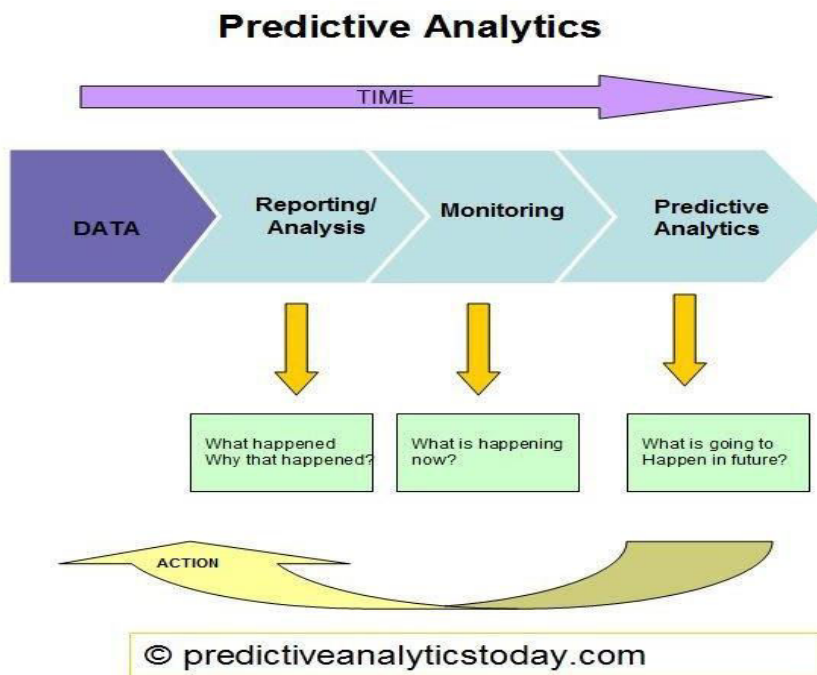 Predictive Analytics
TIME
DATA
Reporting/
Analysis
Monitoring
Predictive
Analytics
What happened
Why that happened?
What is happening
now?
What is going to
Happen in future?
ACTION
© predictiveanalyticstoday.com